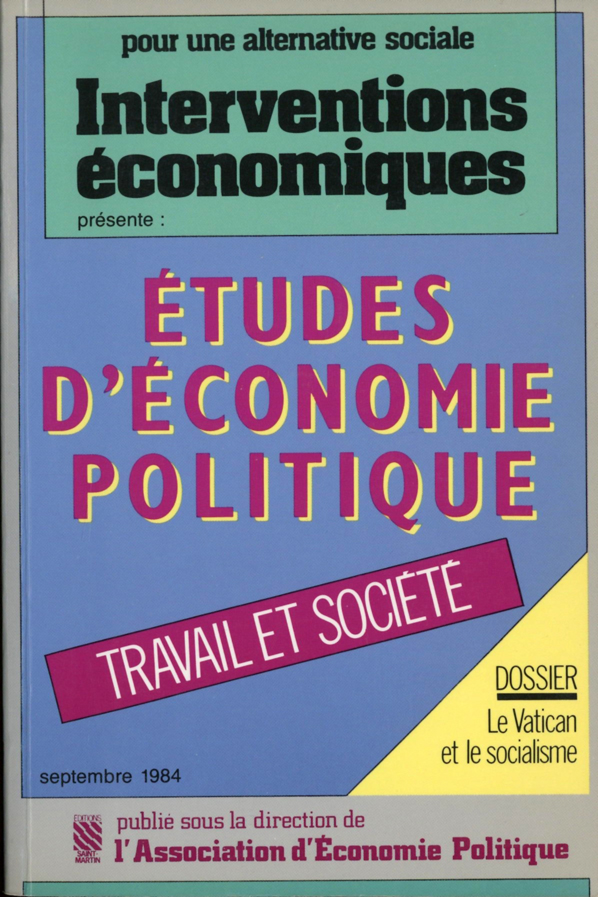 pour une alternative sociale
Interventions
économiques
présente :
ÉTUDES
D'ÉCONOMIE
POLITIQUE
TRAVAIL ET SOCIÉTÉ
DOSSIER
Le Vatican
et le socialisme
septembre 1984
ÉDITIONS
SAINT-
MARTIN
publié sous la direction de
l'Association d'Économie Politique